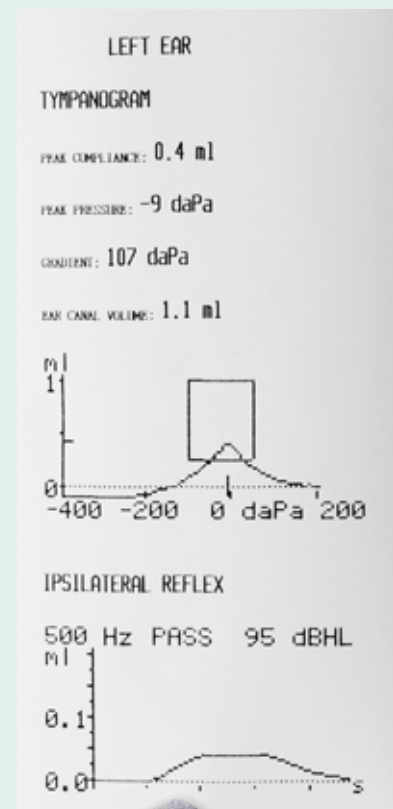 LEFT EAR
TYMPANOGRAM
PEAK COMPLIANCE: 0.4 ml
PEAK PRESSURE: -9 daPa
GRADIENT: 107 daPa
EAR CANAL VOLUME: 1.1 ml
ml
1
0
-400 -200 0 daPa 200
IPSILATERAL REFLEX
500 Hz PASS 95 dBHL
ml
0.1
0.0
s